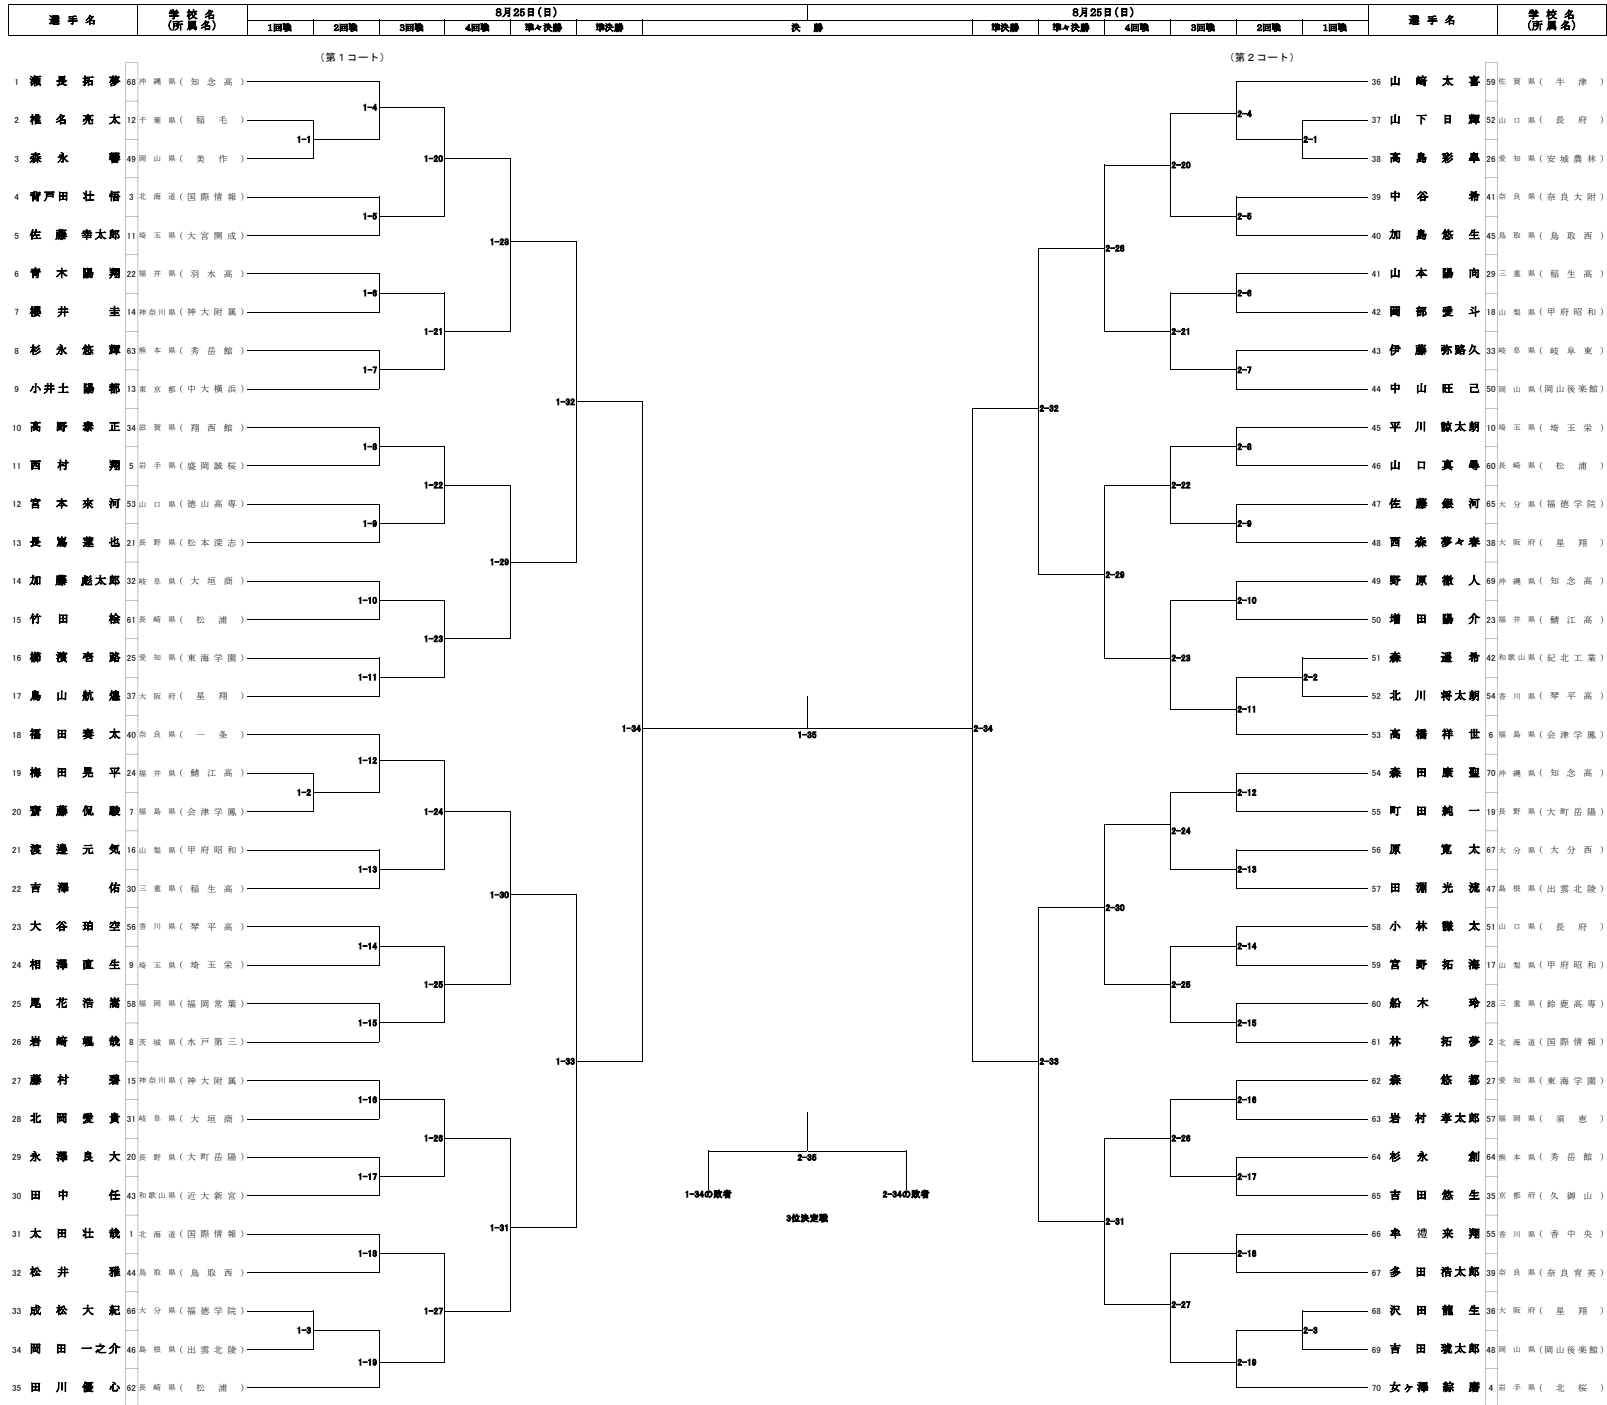 選手名 学校名(所属名) 8月25日(日) 8月25日(日) 選手名 学校名(所属名)
1回戦 2回戦 3回戦 4回戦 準々決勝 準決勝 決勝 準決勝 準々決勝 4回戦 3回戦 2回戦 1回戦
(第1コート) (第2コート)
1 瀬長拓夢 68 沖縄県(知念高)
2 椎名亮太 12 千葉県(稲毛)
3 森永響 49 岡山県(美作)
4 背戸田壮悟 3 北海道(国際情報)
5 佐藤幸太郎 11 埼玉県(大宮開成)
6 青木陽翔 22 福井県(羽水高)
7 櫻井圭 14 神奈川県(神大附属)
8 杉永悠輝 63 熊本県(秀岳館)
9 小井土陽都 13 東京都(中大横浜)
10 高野泰正 34 滋賀県(翔西館)
11 西村翔 5 岩手県(盛岡誠桜)
12 宮本來河 53 山口県(徳山高専)
13 長嶌蓮也 21 長野県(松本深志)
14 加藤彪太郎 32 岐阜県(大垣商)
15 竹田桧 61 長崎県(松浦)
16 櫛濱壱路 25 愛知県(東海学園)
17 鳥山航煌 37 大阪府(星翔)
18 福田奏太 40 奈良県(一条)
19 梅田晃平 24 福井県(鯖江高)
20 齋藤侃駿 7 福島県(会津学鳳)
21 渡邉元気 16 山梨県(甲府昭和)
22 吉澤佑 30 三重県(稲生高)
23 大谷珀空 56 香川県(琴平高)
24 相澤直生 9 埼玉県(埼玉栄)
25 尾花浩嵩 58 福岡県(福岡常葉)
26 岩崎颯哉 8 茨城県(水戸第三)
27 藤村碧 15 神奈川県(神大附属)
28 北岡愛貴 31 岐阜県(大垣商)
29 永澤良大 20 長野県(大町岳陽)
30 田中任 43 和歌山県(近大新宮)
31 太田壮哉 1 北海道(国際情報)
32 松井雅 44 鳥取県(鳥取西)
33 成松大紀 66 大分県(福徳学院)
34 岡田一之介 46 島根県(出雲北陵)
35 田川優心 62 長崎県(松浦)
1-1
1-2
1-3
1-4
1-5
1-6
1-7
1-8
1-9
1-10
1-11
1-12
1-13
1-14
1-15
1-16
1-17
1-18
1-19
1-20
1-21
1-22
1-23
1-24
1-25
1-26
1-27
1-28
1-29
1-30
1-31
1-32
1-33
1-34
1-35
2-35
1-34の敗者 2-34の敗者
3位決定戦
2-34
2-32
2-33
2-28
2-29
2-30
2-31
2-20
2-21
2-22
2-23
2-24
2-25
2-26
2-27
2-4
2-5
2-6
2-7
2-8
2-9
2-10
2-11
2-12
2-13
2-14
2-15
2-16
2-17
2-18
2-19
2-1
2-2
2-3
36 山﨑太喜 59 佐賀県(牛津)
37 山下日輝 52 山口県(長府)
38 高島彩阜 26 愛知県(安城農林)
39 中谷希 41 奈良県(奈良大附)
40 加島悠生 45 鳥取県(鳥取西)
41 山本陽向 29 三重県(稲生高)
42 岡部愛斗 18 山梨県(甲府昭和)
43 伊藤弥路久 33 岐阜県(岐阜東)
44 中山旺己 50 岡山県(岡山後楽館)
45 平川諒太朗 10 埼玉県(埼玉栄)
46 山口真尋 60 長崎県(松浦)
47 佐藤銀河 65 大分県(福徳学院)
48 西森夢々春 38 大阪府(星翔)
49 野原徹人 69 沖縄県(知念高)
50 増田陽介 23 福井県(鯖江高)
51 森遥希 42 和歌山県(紀北工業)
52 北川将太朗 54 香川県(琴平高)
53 高橋祥世 6 福島県(会津学鳳)
54 森田康聖 70 沖縄県(知念高)
55 町田純一 19 長野県(大町岳陽)
56 原寛太 67 大分県(大分西)
57 田淵光流 47 島根県(出雲北陵)
58 小林謙太 51 山口県(長府)
59 宮野拓海 17 山梨県(甲府昭和)
60 船木玲 28 三重県(鈴鹿高専)
61 林拓夢 2 北海道(国際情報)
62 森悠都 27 愛知県(東海学園)
63 岩村孝太郎 57 福岡県(須恵)
64 杉永創 64 熊本県(秀岳館)
65 吉田悠生 35 京都府(久御山)
66 牟禮来翔 55 香川県(香中央)
67 多田浩太郎 39 奈良県(奈良育英)
68 沢田龍生 36 大阪府(星翔)
69 吉田琥太郎 48 岡山県(岡山後楽館)
70 女ヶ澤綜磨 4 岩手県(北桜)